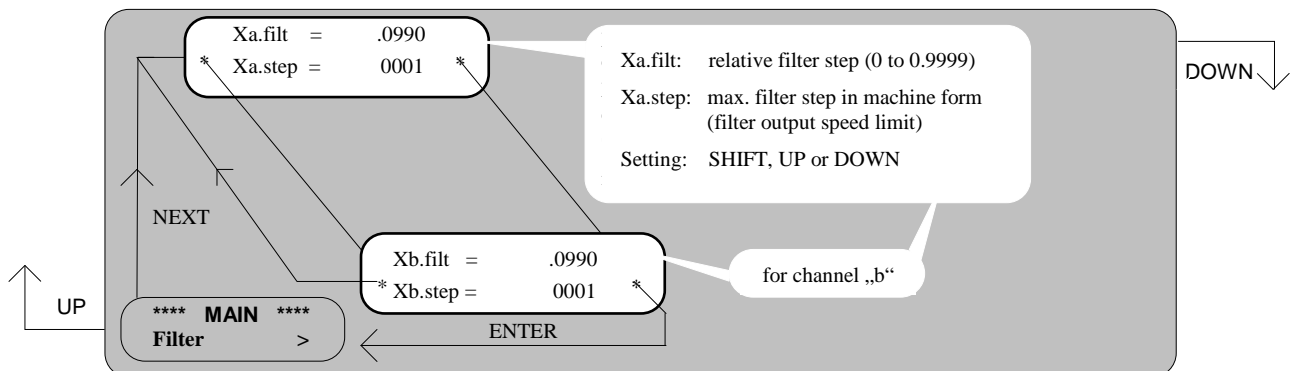 Xa.filt = .0990
* Xa.step = 0001 *
Xa.filt: relative filter step (0 to 0.9999)
Xa.step: max. filter step in machine form
(filter output speed limit)
Setting: SHIFT, UP or DOWN
DOWN
NEXT
Xb.filt = .0990
* Xb.step = 0001 *
for channel „b“
UP
**** MAIN ****
Filter >
ENTER